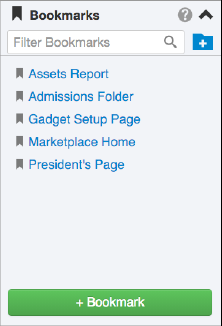 Bookmarks
Filter Bookmarks
Assets Report
Admissions Folder
Gadget Setup Page
Marketplace Home
President's Page
+ Bookmark